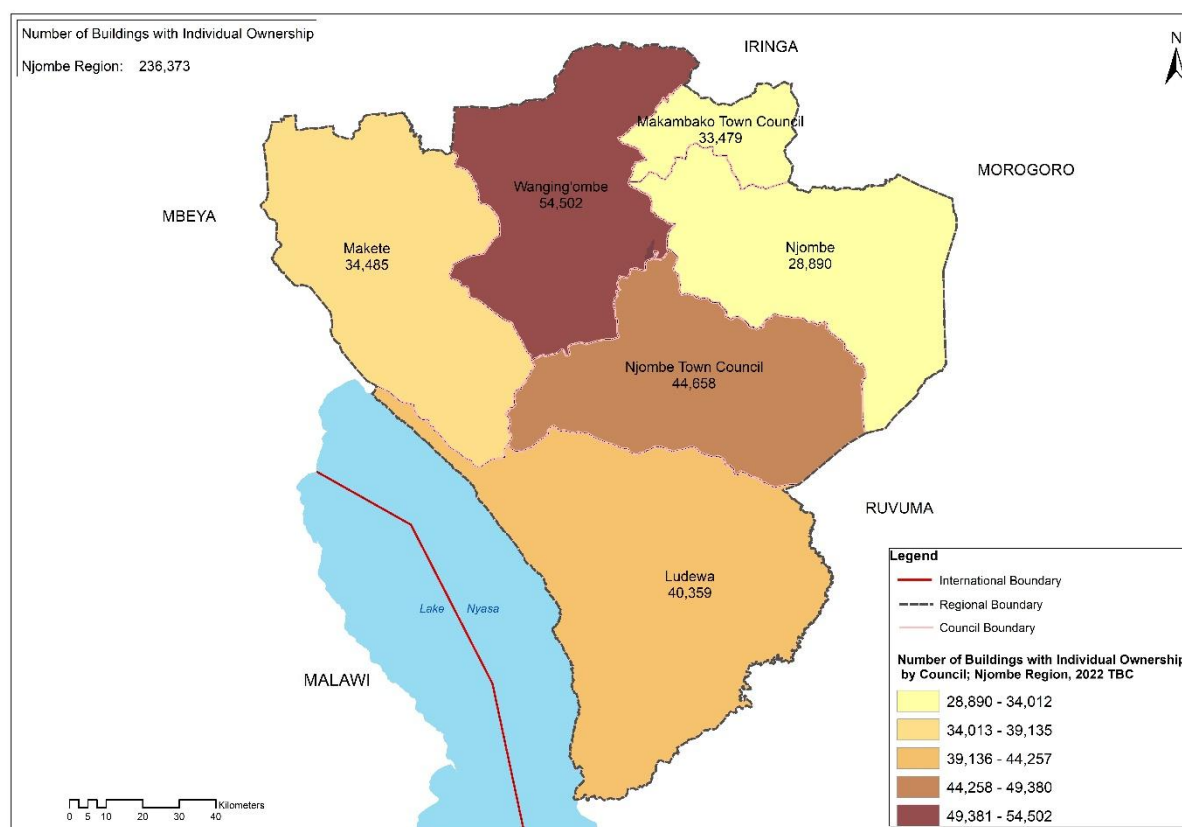 Number of Buildings with Individual Ownership
Njombe Region: 236,373
IRINGA
N
Makambako Town Council
33,479
MOROGORO
Wanging'ombe
54,502
MBEYA
Makete
34,485
Njombe
28,890
Njombe Town Council
44,658
RUVUMA
Ludewa
40,359
Lake Nyasa
MALAWI
Legend
International Boundary
Regional Boundary
Council Boundary
Number of Buildings with Individual Ownership
by Council; Njombe Region, 2022 TBC
28,890 - 34,012
34,013 - 39,135
39,136 - 44,257
44,258 - 49,380
49,381 - 54,502
Kilometers
0 5 10 20 30 40